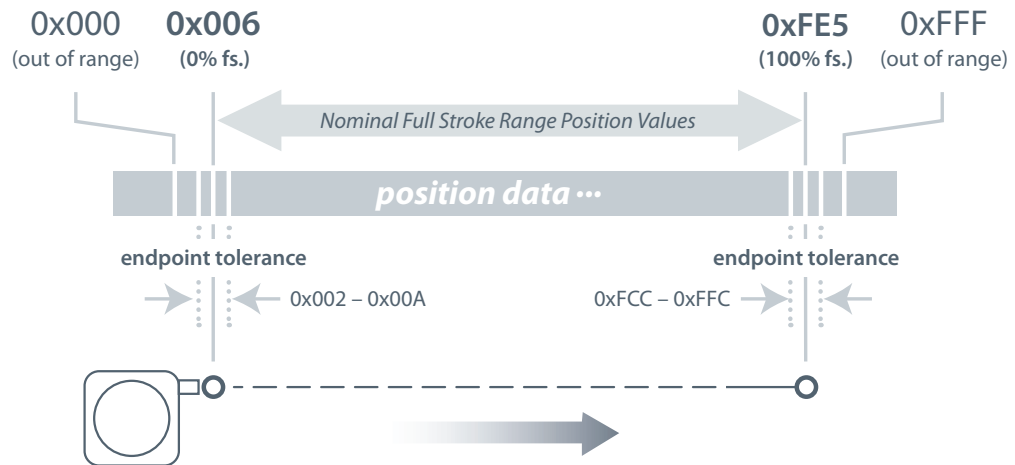 0x000 0x006 0xFE5 0xFFF
(out of range) (0% fs.) (100% fs.) (out of range)
Nominal Full Stroke Range Position Values
position data ···
endpoint tolerance endpoint tolerance
0x002 – 0x00A 0xFCC – 0xFFC